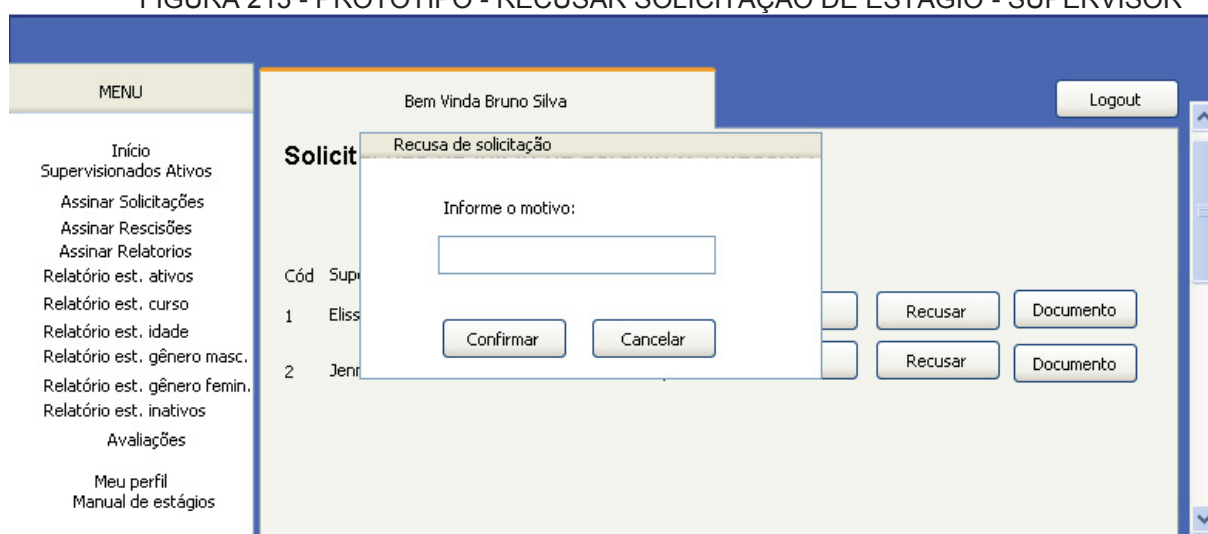 FIGURA 213 - PROTÓTIPO - RECUSAR SOLICITAÇÃO DE ESTÁGIO - SUPERVISOR
MENU
Início
Supervisionados Ativos
Assinar Solicitações
Assinar Rescisões
Assinar Relatorios
Relatório est. ativos
Relatório est. curso
Relatório est. idade
Relatório est. gênero masc.
Relatório est. gênero femin.
Relatório est. inativos
Avaliações
Meu perfil
Manual de estágios
Bem Vinda Bruno Silva
Logout
Solicit
Recusa de solicitação
Informe o motivo:
Confirmar Cancelar
Cód Supe
1 Eliss Recusar Documento
2 Jenn Recusar Documento